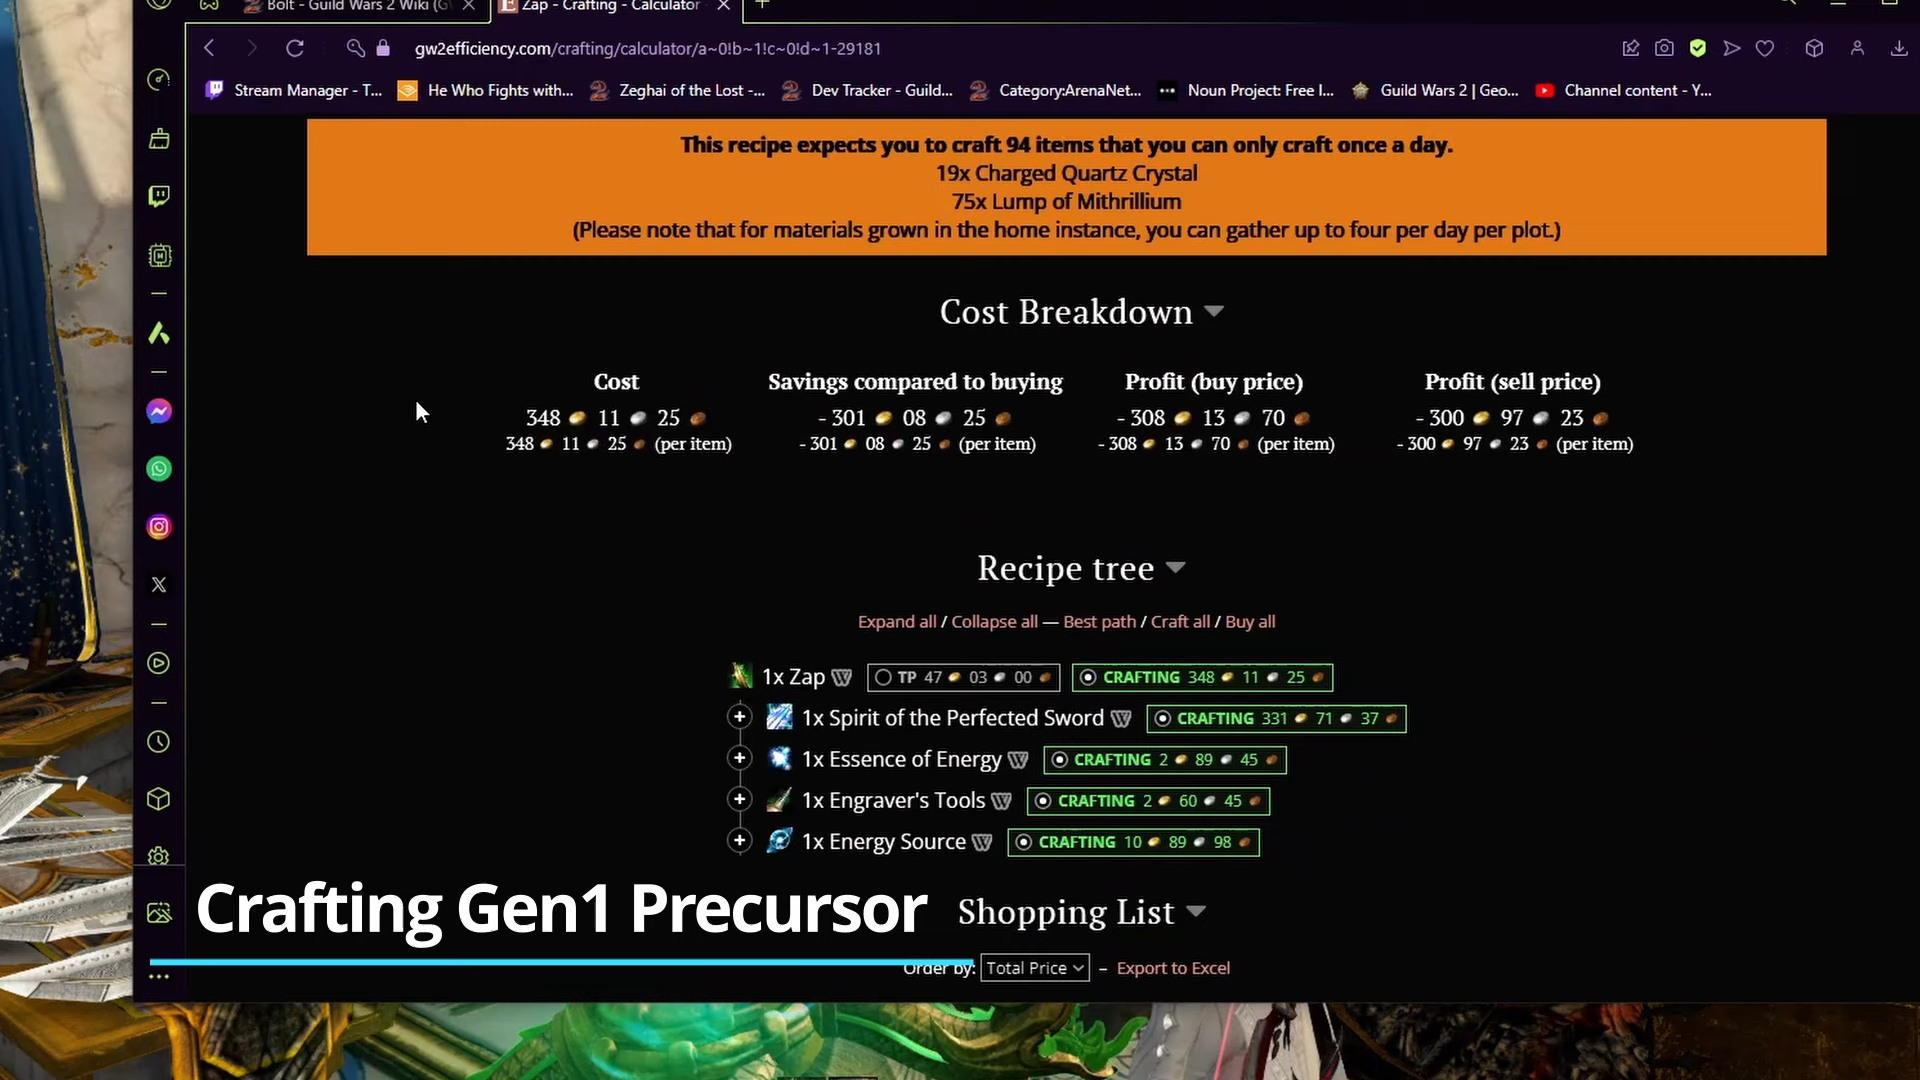 Bolt - Guild Wars 2 Wiki (G
Zap - Crafting - Calculator
gw2efficiency.com/crafting/calculator/a~0!b~1!c~0!d~1-29181
Stream Manager - T...
He Who Fights with...
Zeghai of the Lost -...
Dev Tracker - Guild...
Category:ArenaNet...
Noun Project: Free I...
Guild Wars 2 | Geo...
Channel content - Y...
This recipe expects you to craft 94 items that you can only craft once a day.
19x Charged Quartz Crystal
75x Lump of Mithrillium
(Please note that for materials grown in the home instance, you can gather up to four per day per plot.)
Cost Breakdown
Cost Savings compared to buying Profit (buy price) Profit (sell price)
348 11 25 - 301 08 25 - 308 13 70 - 300 97 23
348 11 25 (per item) - 301 08 25 (per item) - 308 13 70 (per item) - 300 97 23 (per item)
Recipe tree
Expand all / Collapse all — Best path / Craft all / Buy all
1x Zap W TP 47 03 00 CRAFTING 348 11 25
1x Spirit of the Perfected Sword W CRAFTING 331 71 37
1x Essence of Energy W CRAFTING 2 89 45
1x Engraver's Tools W CRAFTING 2 60 45
1x Energy Source W CRAFTING 10 89 98
Crafting Gen1 Precursor
Shopping List
Order by: Total Price – Export to Excel